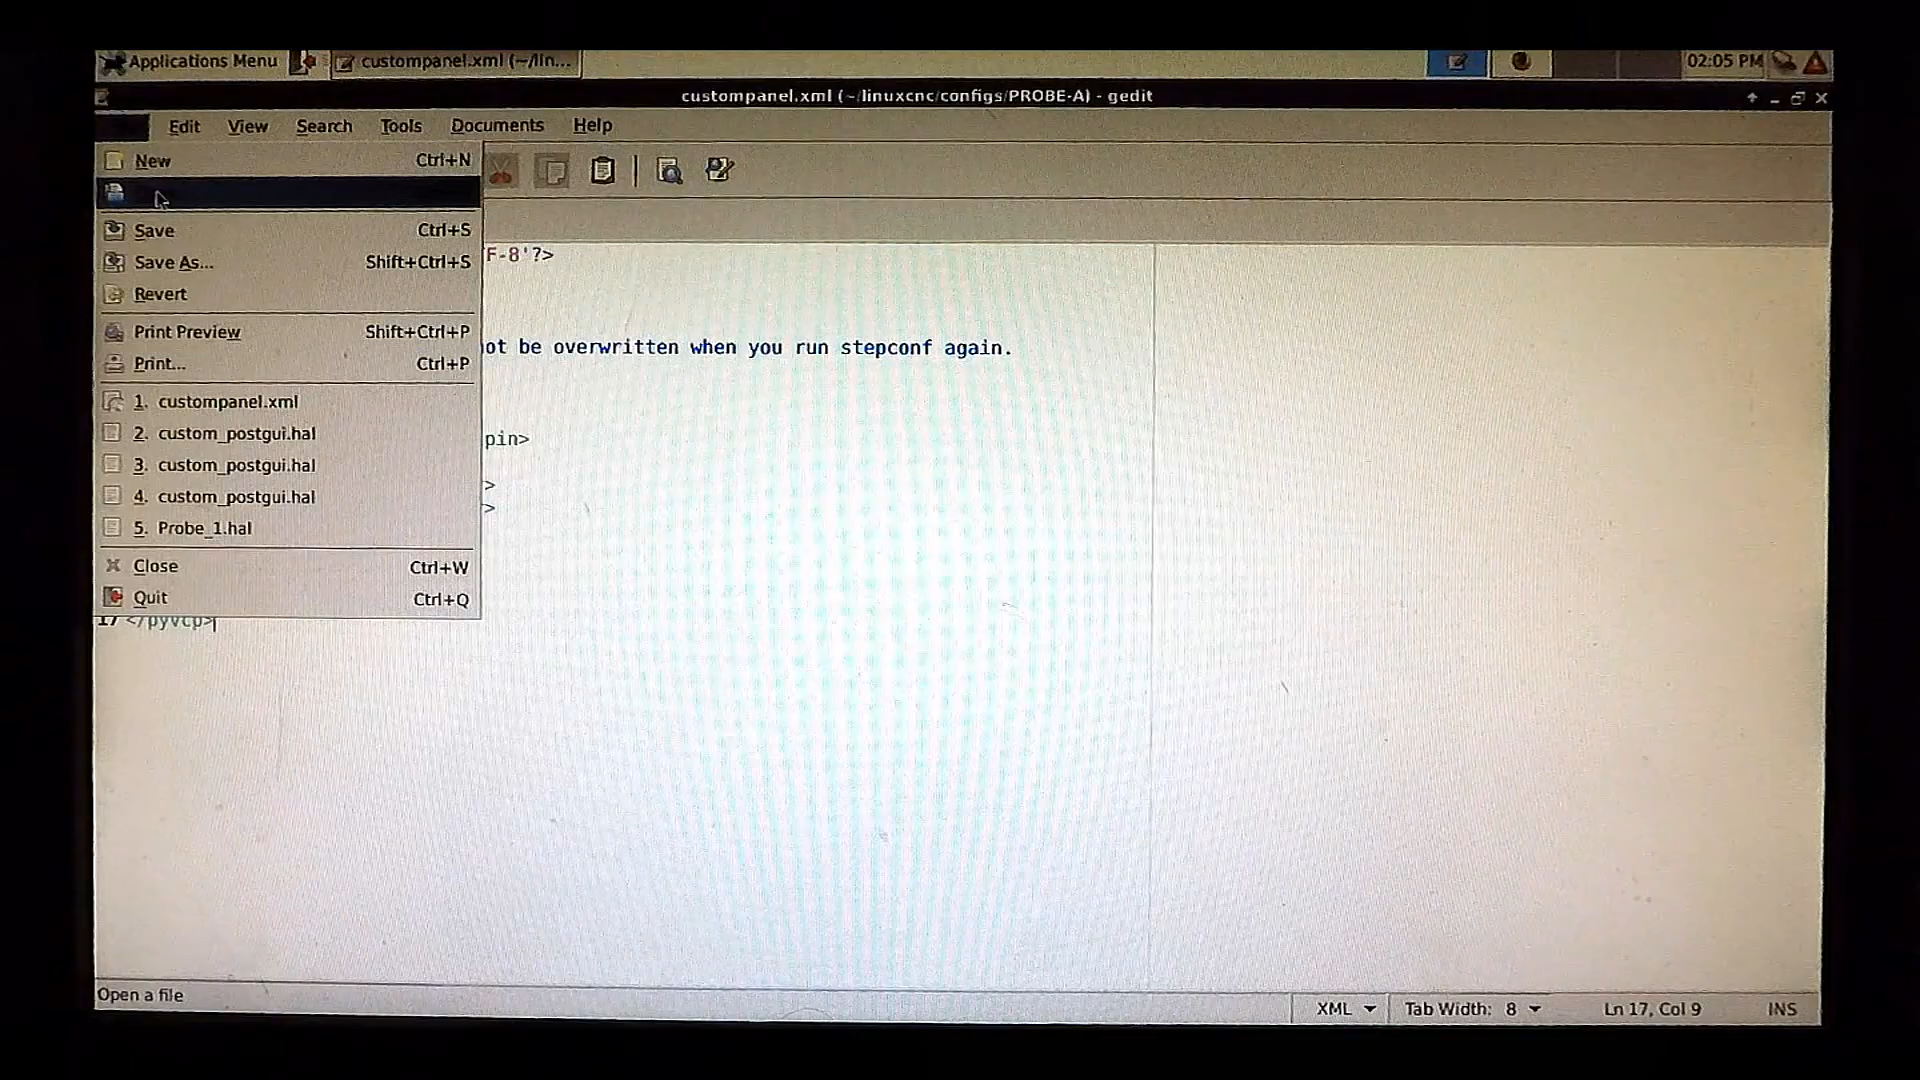 Applications Menu custompanel.xml (~/lin... 02:05 PM
custompanel.xml (~/linuxcnc/configs/PROBE-A) - gedit
Edit View Search Tools Documents Help
New Ctrl+N
Save Ctrl+S
F-8'?>
Save As... Shift+Ctrl+S
Revert
Print Preview Shift+Ctrl+P
ot be overwritten when you run stepconf again.
Print... Ctrl+P
1. custompanel.xml
2. custom_postgui.hal
pin>
3. custom_postgui.hal
>
4. custom_postgui.hal
>
5. Probe_1.hal
Close Ctrl+W
Quit Ctrl+Q
17 </pyvcp>
Open a file
XML Tab Width: 8 Ln 17, Col 9 INS